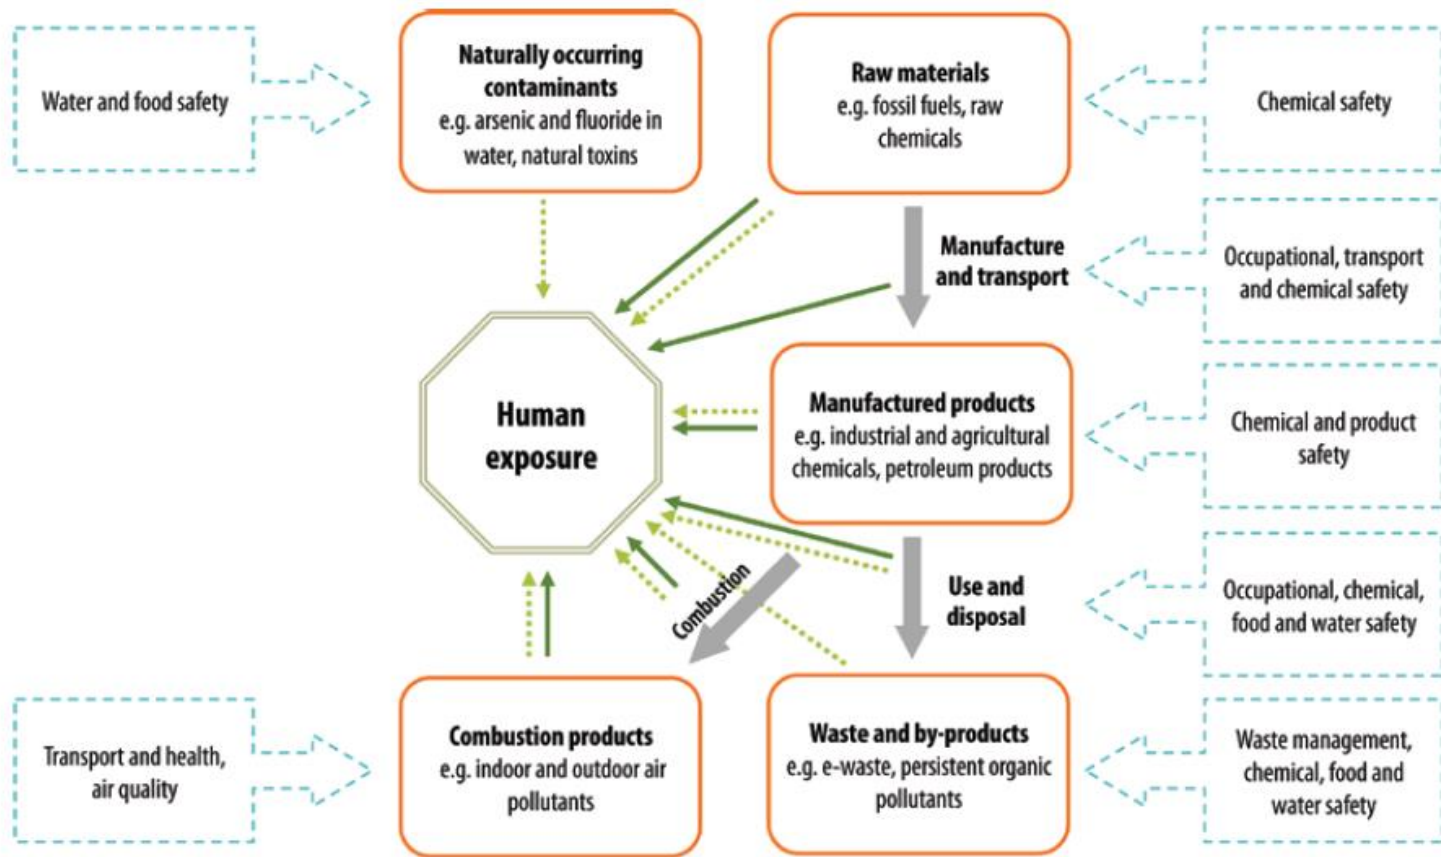 Water and food safety
Naturally occurring
contaminants
e.g. arsenic and fluoride in
water, natural toxins
Raw materials
e.g. fossil fuels, raw
chemicals
Chemical safety
Manufacture
and transport
Occupational, transport
and chemical safety
Human
exposure
Manufactured products
e.g. industrial and agricultural
chemicals, petroleum products
Chemical and product
safety
Combustion
Use and
disposal
Occupational, chemical,
food and water safety
Transport and health,
air quality
Combustion products
e.g. indoor and outdoor air
pollutants
Waste and by-products
e.g. e-waste, persistent organic
pollutants
Waste management,
chemical, food and
water safety